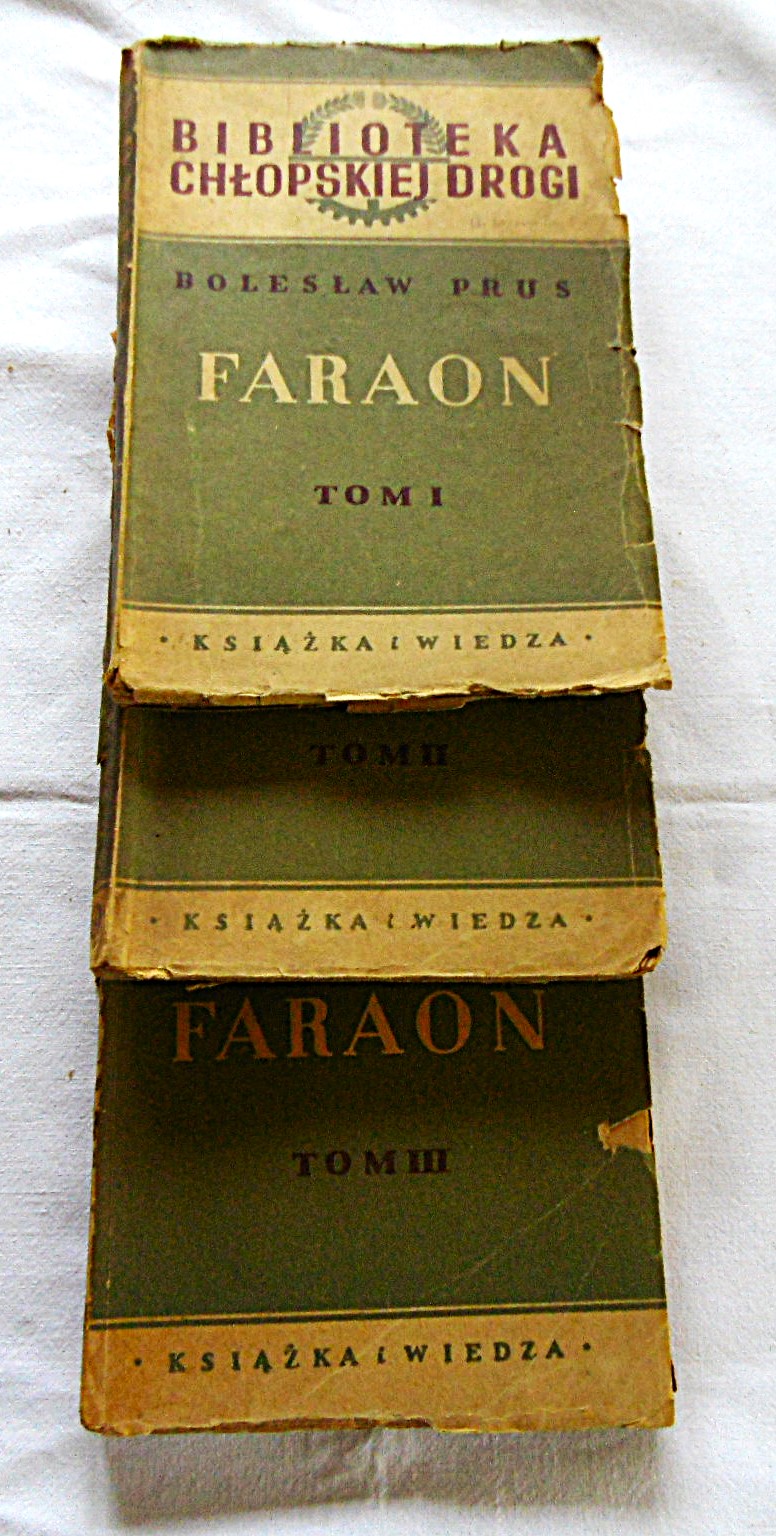 BIBLIOTEKA
CHŁOPSKIEJ DROGI
BOLESŁAW PRUS
FARAON
TOM I
• KSIĄŻKA i WIEDZA •
TOM II
• KSIĄŻKA i WIEDZA •
FARAON
TOM III
• KSIĄŻKA i WIEDZA •